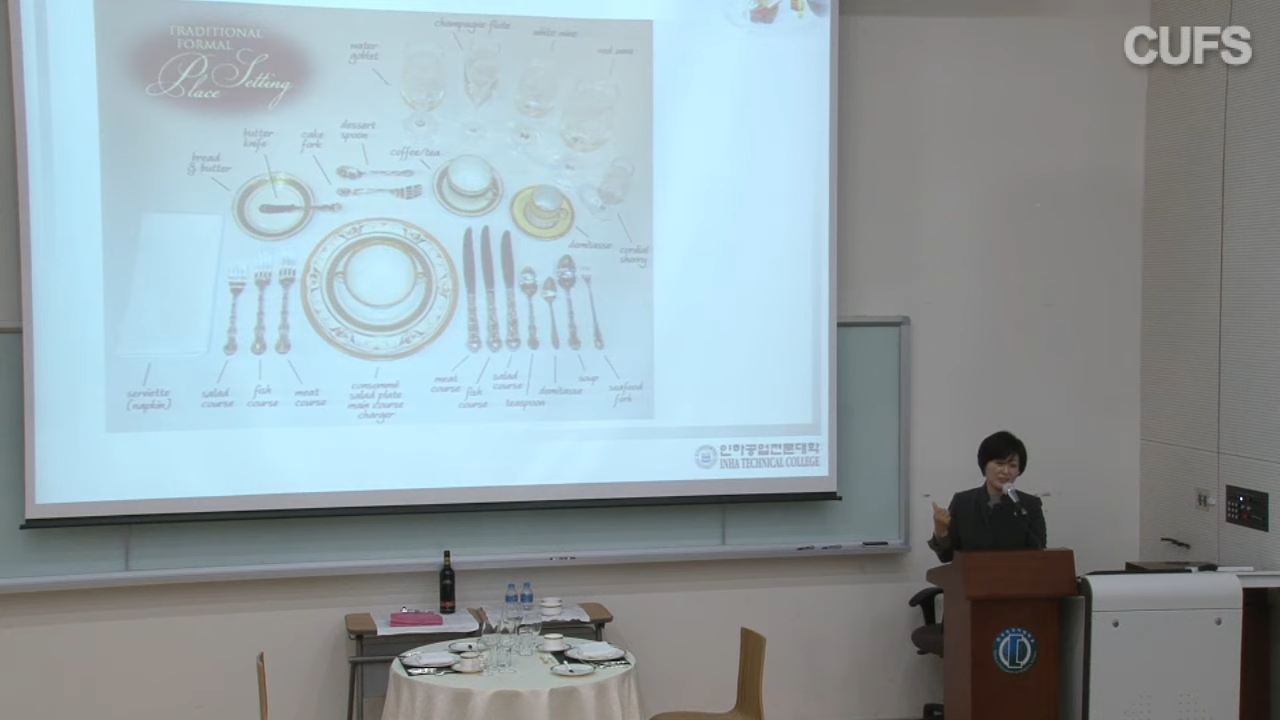 CUFS
TRADITIONAL
FORMAL
Place Setting
water
goblet
champagne flute
white wine
red wine
bread
& butter
butter
knife
cake
fork
dessert
spoon
coffee/tea
demitasse
cordial
sherry
serviette
(napkin)
salad
course
fish
course
meat
course
consommé
salad plate
main course
charger
meat
course
fish
course
salad
course
teaspoon
demitasse
soup
seafood
fork
인하공업전문대학
INHA TECHNICAL COLLEGE